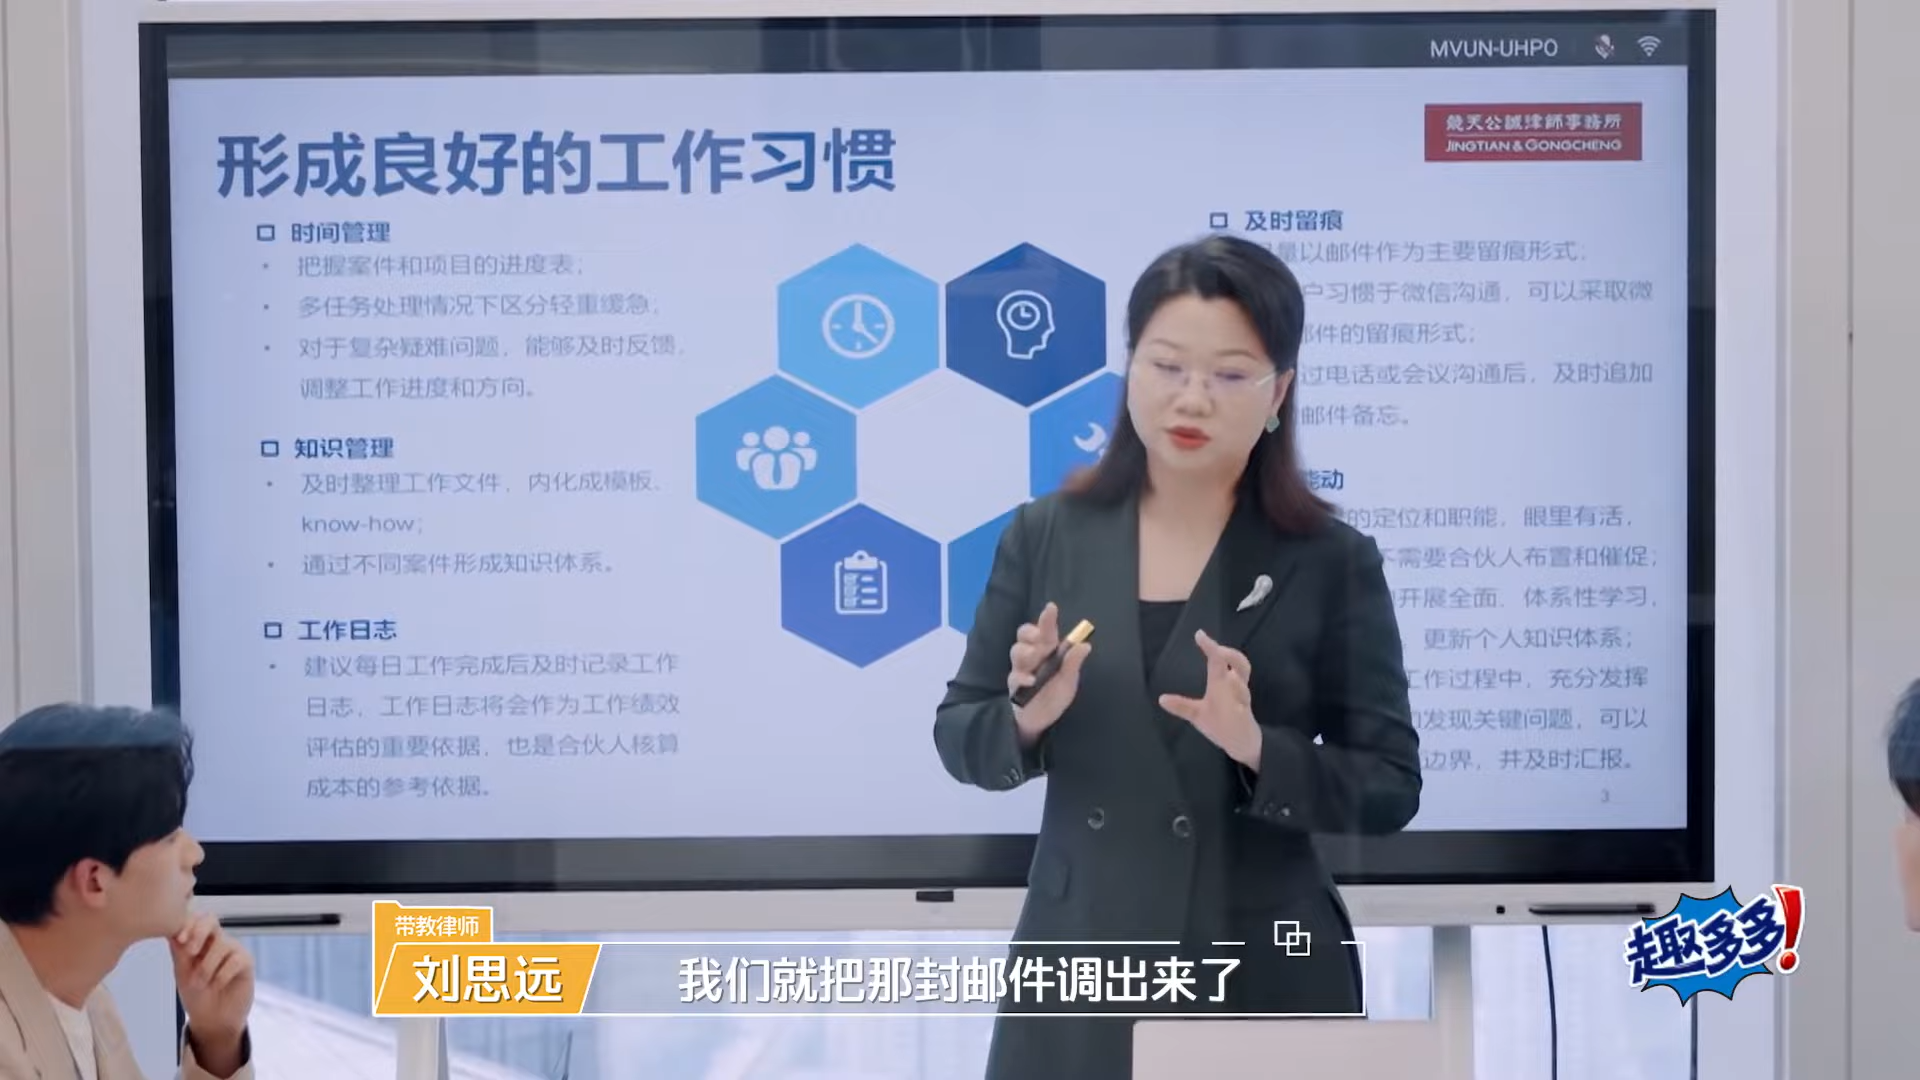 MVUN-UHPO
競天公誠律師事務所
JINGTIAN & GONGCHENG
形成良好的工作习惯
时间管理
把握案件和项目的进度表；
多任务处理情况下区分轻重缓急；
对于复杂疑难问题，能够及时反馈，
调整工作进度和方向。
知识管理
及时整理工作文件，内化成模板、
know-how；
通过不同案件形成知识体系。
工作日志
建议每日工作完成后及时记录工作
日志，工作日志将会作为工作绩效
评估的重要依据，也是合伙人核算
成本的参考依据。
及时留痕
量以邮件作为主要留痕形式；
户习惯于微信沟通，可以采取微
邮件的留痕形式；
过电话或会议沟通后，及时追加
邮件备忘。
能动
的定位和职能，眼里有活，
不需要合伙人布置和催促；
开展全面、体系性学习，
更新个人知识体系；
工作过程中，充分发挥
发现关键问题，可以
边界，并及时汇报。
3
带教律师
刘思远
我们就把那封邮件调出来了
趣多多!